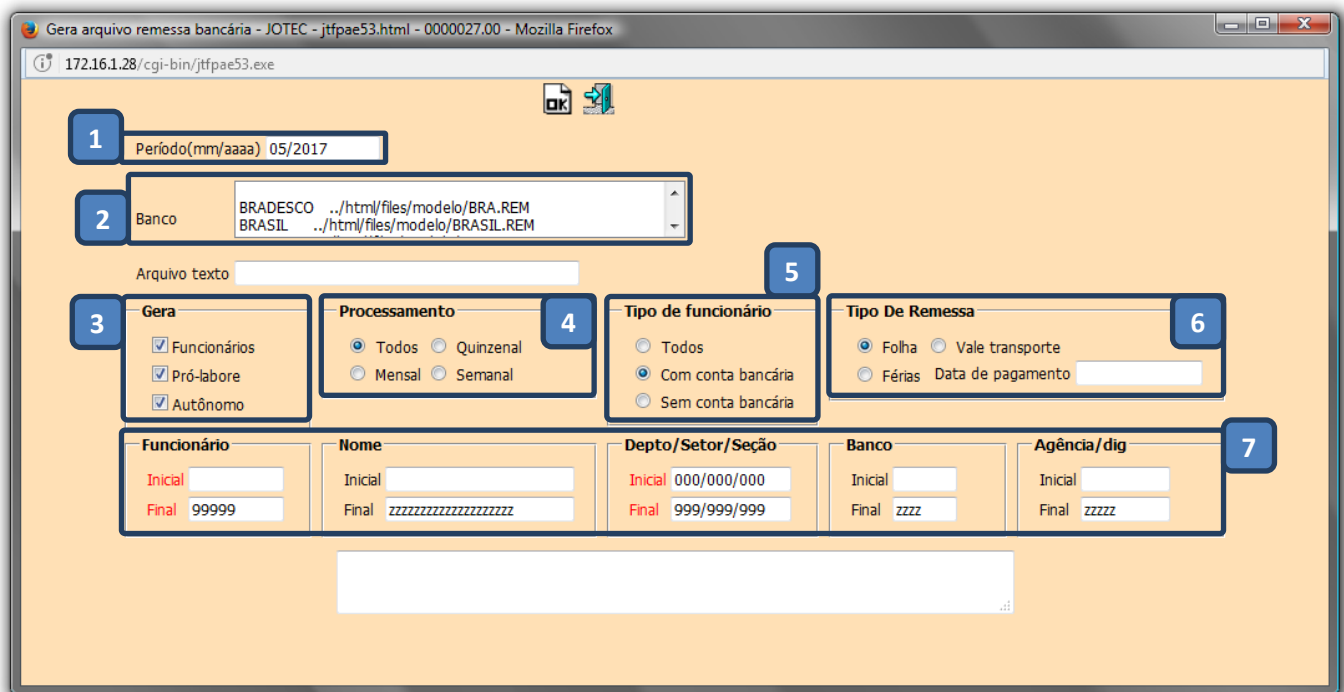 Gera arquivo remessa bancária - JOTEC - jtfpae53.html - 0000027.00 - Mozilla Firefox
172.16.1.28/cgi-bin/jtfpae53.exe
OK
1
Período(mm/aaaa) 05/2017
2
Banco
BRADESCO ../html/files/modelo/BRA.REM
BRASIL ../html/files/modelo/BRASIL.REM
Arquivo texto
5
3 Gera Processamento 4 Tipo de funcionário Tipo De Remessa 6
Funcionários Todos Quinzenal Todos Folha Vale transporte
Pró-labore Mensal Semanal Com conta bancária Férias Data de pagamento
Autônomo Sem conta bancária
Funcionário Nome Depto/Setor/Seção Banco Agência/dig 7
Inicial Inicial Inicial 000/000/000 Inicial Inicial
Final 99999 Final zzzzzzzzzzzzzzzzzzzz Final 999/999/999 Final zzzz Final zzzzz